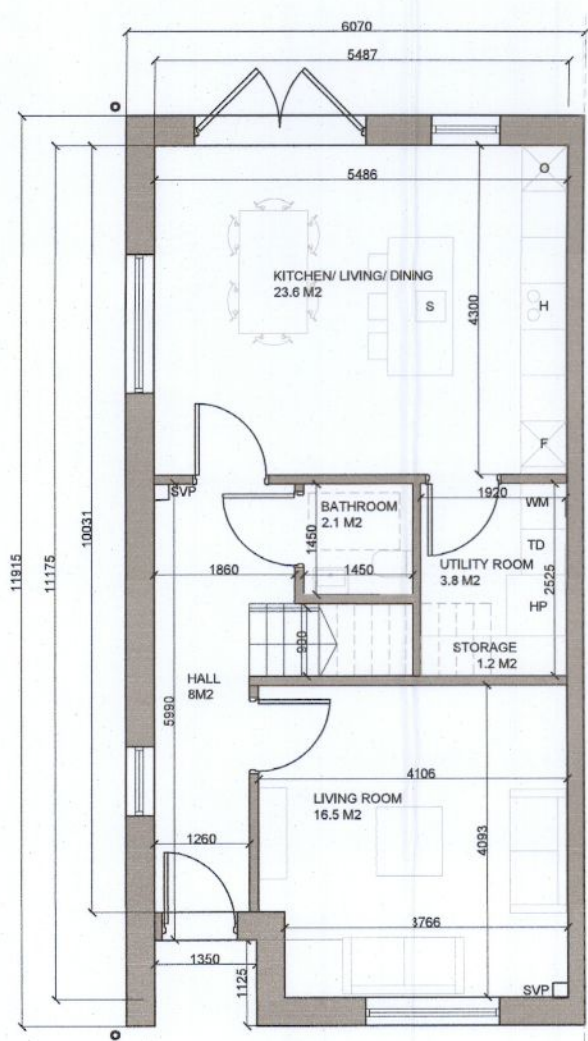 6070
5487
5486
KITCHEN/ LIVING/ DINING
23.6 M2
S
O
H
F
4300
SVP
1920
WM
BATHROOM
2.1 M2
1450
1450
TD
UTILITY ROOM
3.8 M2
2525
HP
1860
900
STORAGE
1.2 M2
HALL
8M2
5990
11915
11175
10031
4106
LIVING ROOM
16.5 M2
4093
1260
3766
1350
1125
SVP